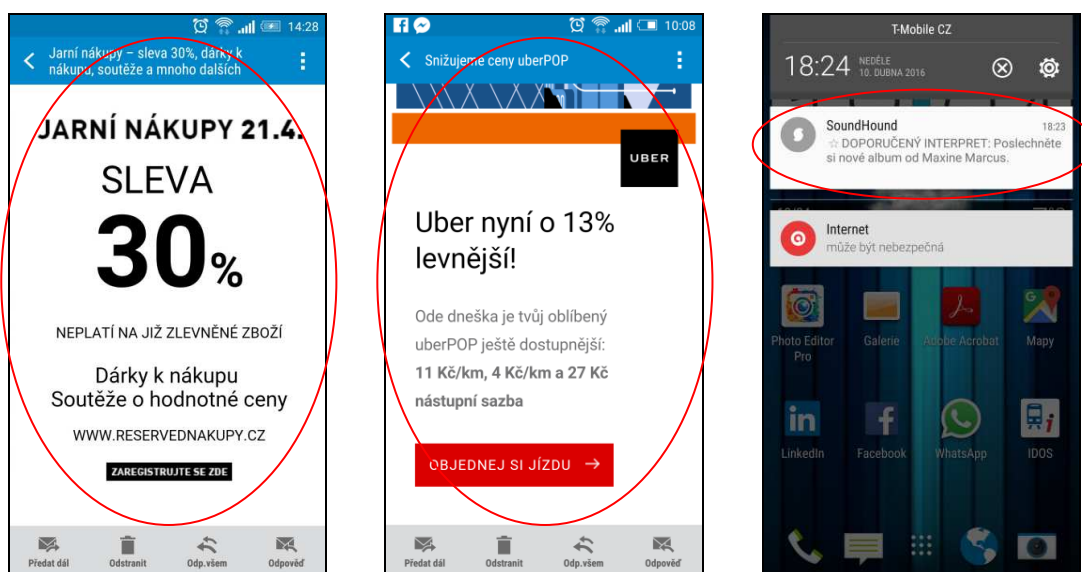 14:28
Jarní nákupy – sleva 30%, dárky k
nákupu, soutěže a mnoho dalších
JARNÍ NÁKUPY 21.4.
SLEVA
30%
NEPLATÍ NA JIŽ ZLEVNĚNÉ ZBOŽÍ
Dárky k nákupu
Soutěže o hodnotné ceny
WWW.RESERVEDNAKUPY.CZ
ZAREGISTRUJTE SE ZDE
Předat dál Odstranit Odp.všem Odpověď
10:08
Snižujeme ceny uberPOP
UBER
Uber nyní o 13%
levnější!
Ode dneška je tvůj oblíbený
uberPOP ještě dostupnější:
11 Kč/km, 4 Kč/km a 27 Kč
nástupní sazba
OBJEDNEJ SI JÍZDU →
Předat dál Odstranit Odp.všem Odpověď
T-Mobile CZ
18:24 NEDĚLE
10. DUBNA 2016
SoundHound 18:23
☆ DOPORUČENÝ INTERPRET: Poslechněte
si nové album od Maxine Marcus.
Internet
může být nebezpečná
Photo Editor
Pro
Galerie
Adobe Acrobat
Mapy
LinkedIn
Facebook
WhatsApp
IDOS